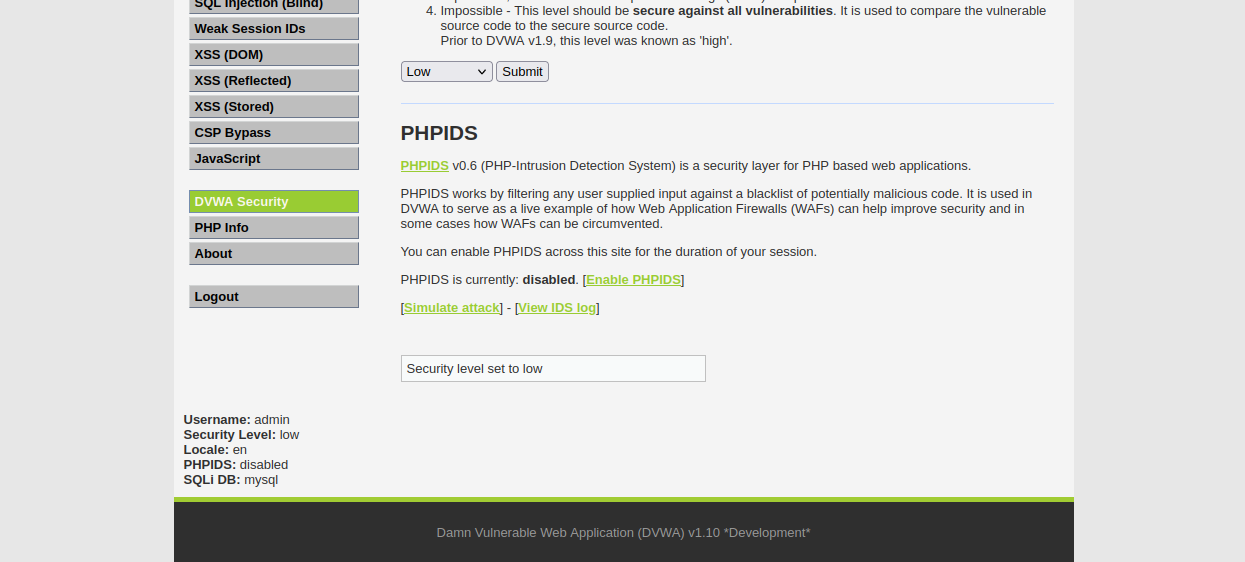 SQL Injection (Blind)
Weak Session IDs
XSS (DOM)
XSS (Reflected)
XSS (Stored)
CSP Bypass
JavaScript
DVWA Security
PHP Info
About
Logout
4. Impossible - This level should be secure against all vulnerabilities. It is used to compare the vulnerable
source code to the secure source code.
Prior to DVWA v1.9, this level was known as 'high'.
Low Submit
PHPIDS
PHPIDS v0.6 (PHP-Intrusion Detection System) is a security layer for PHP based web applications.
PHPIDS works by filtering any user supplied input against a blacklist of potentially malicious code. It is used in
DVWA to serve as a live example of how Web Application Firewalls (WAFs) can help improve security and in
some cases how WAFs can be circumvented.
You can enable PHPIDS across this site for the duration of your session.
PHPIDS is currently: disabled. [Enable PHPIDS]
[Simulate attack] - [View IDS log]
Security level set to low
Username: admin
Security Level: low
Locale: en
PHPIDS: disabled
SQLi DB: mysql
Damn Vulnerable Web Application (DVWA) v1.10 *Development*